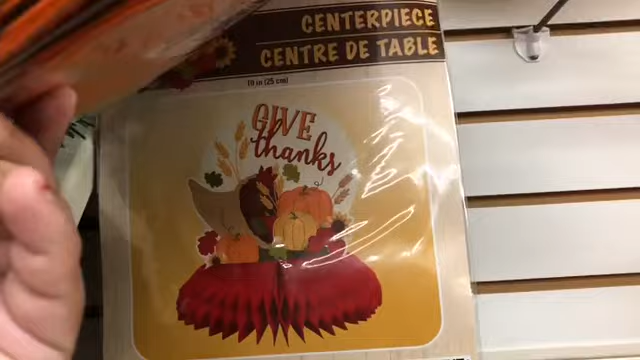 CENTERPIECE
CENTRE DE TABLE
10 in (25 cm)
GIVE
thanks